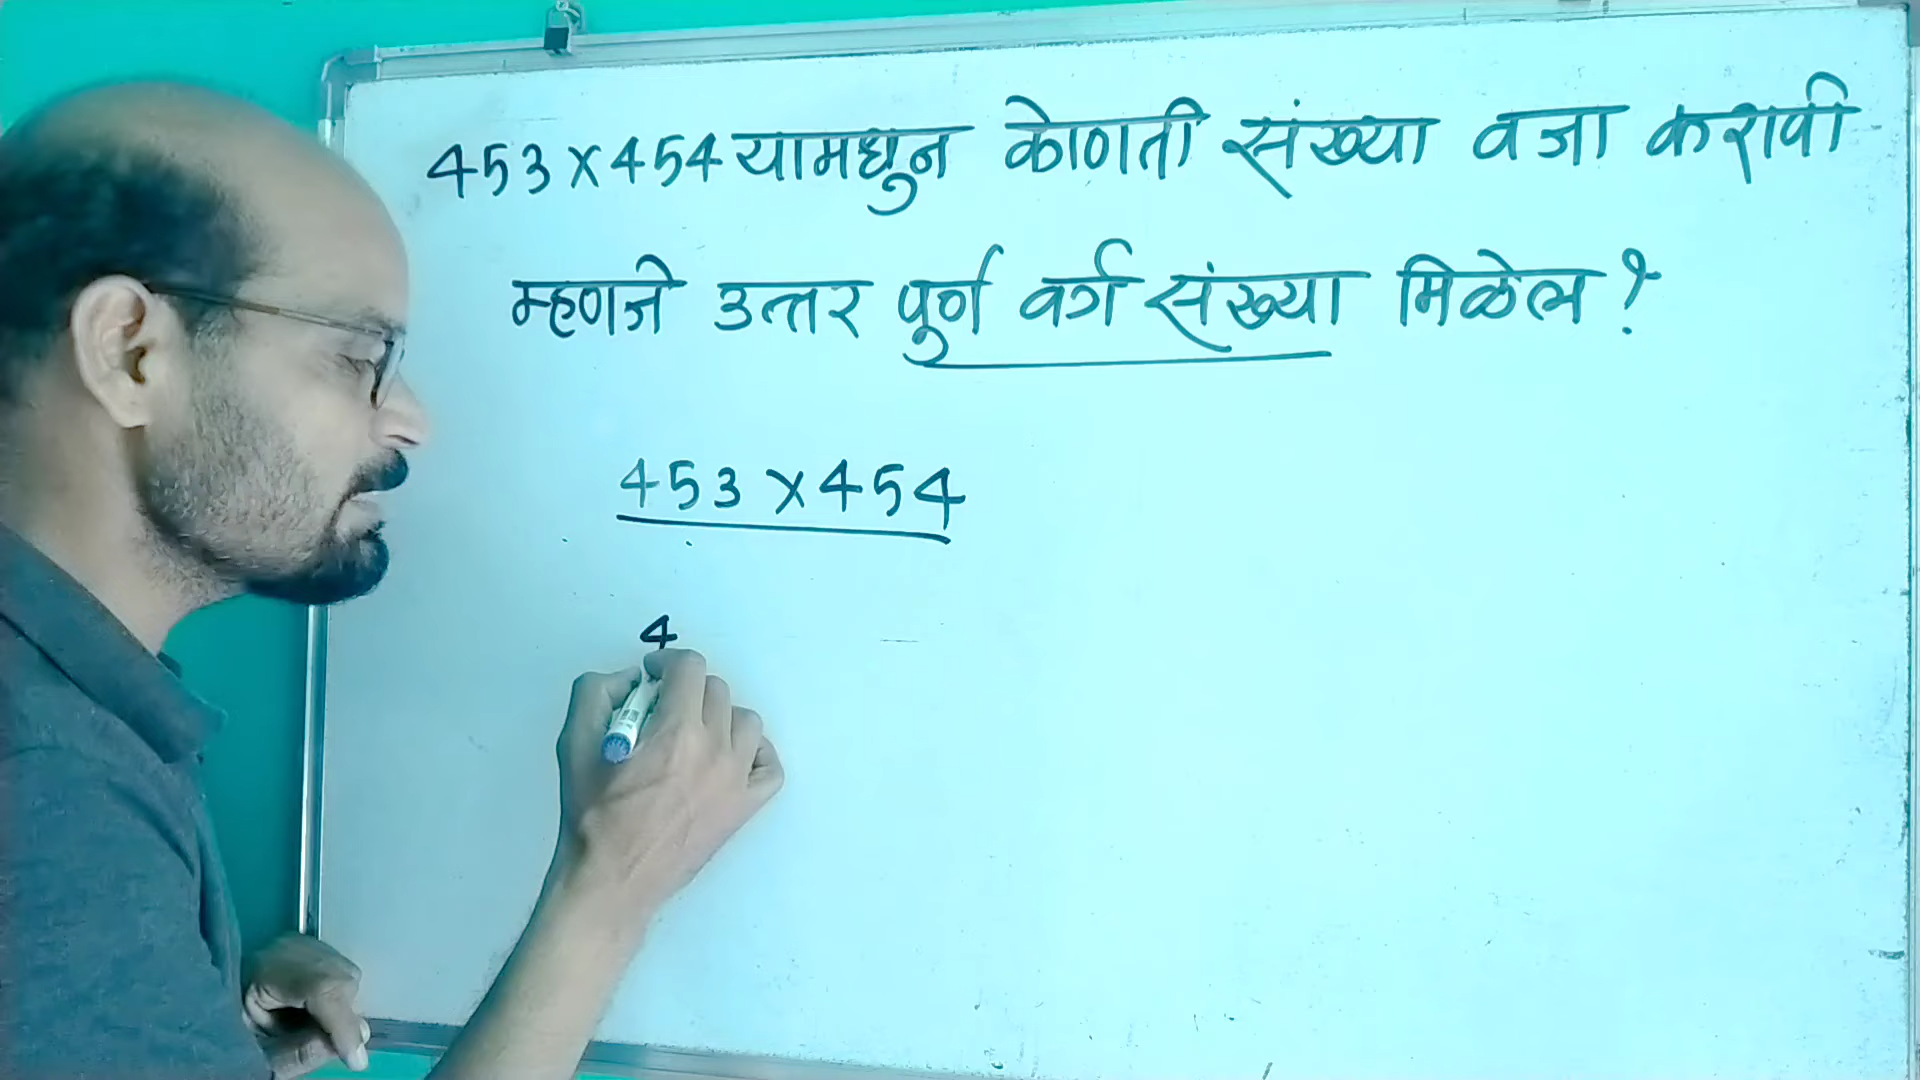 453 × 454 यामधुन कोणती संख्या वजा करावी
म्हणजे उत्तर पुर्ण वर्ग संख्या मिळेल ?
453 × 454
4